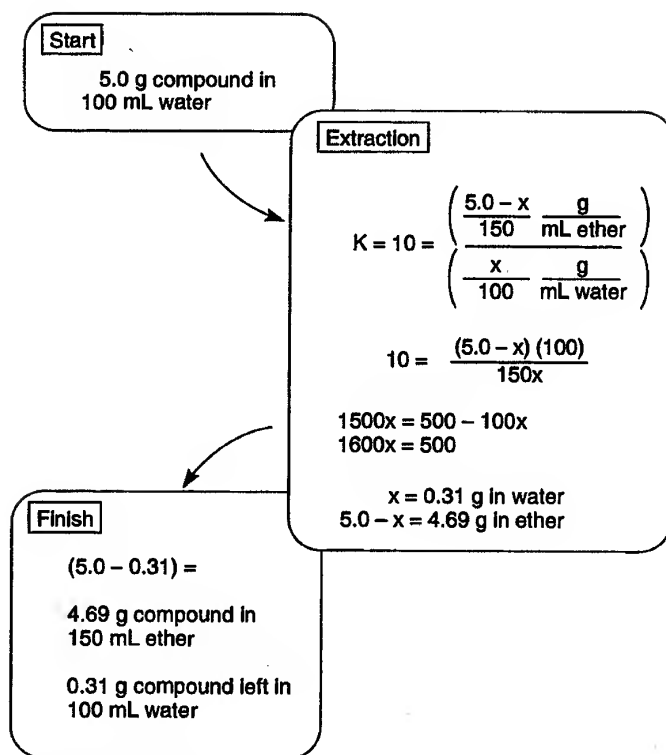 Start
5.0 g compound in
100 mL water
Extraction
K = 10 = ( (5.0 – x)/150 g/mL ether ) / ( x/100 g/mL water )
10 = (5.0 – x) (100) / 150x
1500x = 500 – 100x
1600x = 500
x = 0.31 g in water
5.0 – x = 4.69 g in ether
Finish
(5.0 – 0.31) =
4.69 g compound in
150 mL ether
0.31 g compound left in
100 mL water